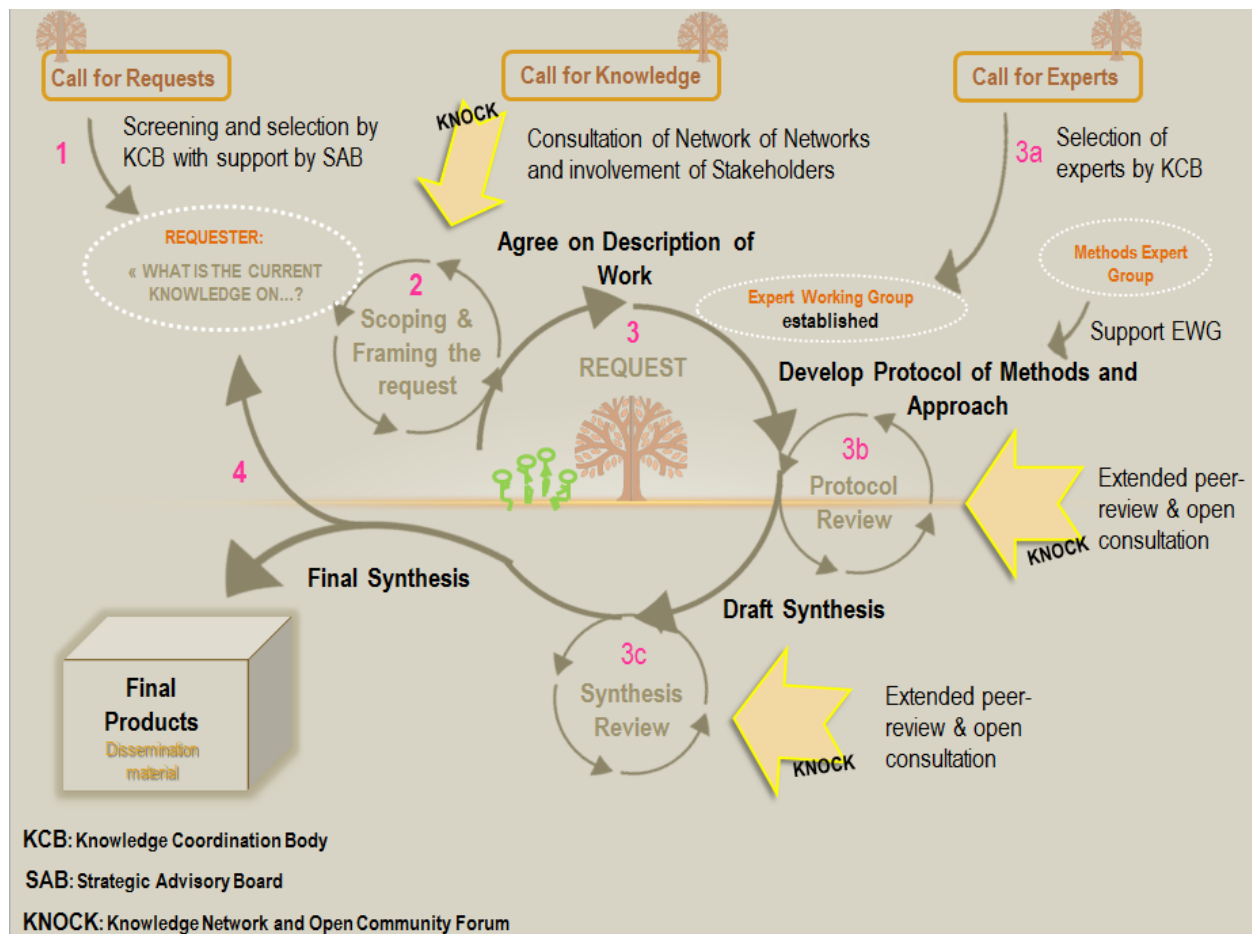 Call for Requests
Call for Knowledge
Call for Experts
1
Screening and selection by
KCB with support by SAB
KNOCK
Consultation of Network of Networks
and involvement of Stakeholders
3a
Selection of
experts by KCB
REQUESTER:
« WHAT IS THE CURRENT
KNOWLEDGE ON...?
2
Scoping &
Framing the
request
Agree on Description of
Work
3
REQUEST
Expert Working Group
established
Methods Expert
Group
Support EWG
Develop Protocol of Methods and
Approach
3b
Protocol
Review
KNOCK
Extended peer-
review & open
consultation
4
Final Synthesis
Draft Synthesis
3c
Synthesis
Review
KNOCK
Extended peer-
review & open
consultation
Final
Products
Dissemination
material
KCB: Knowledge Coordination Body
SAB: Strategic Advisory Board
KNOCK: Knowledge Network and Open Community Forum